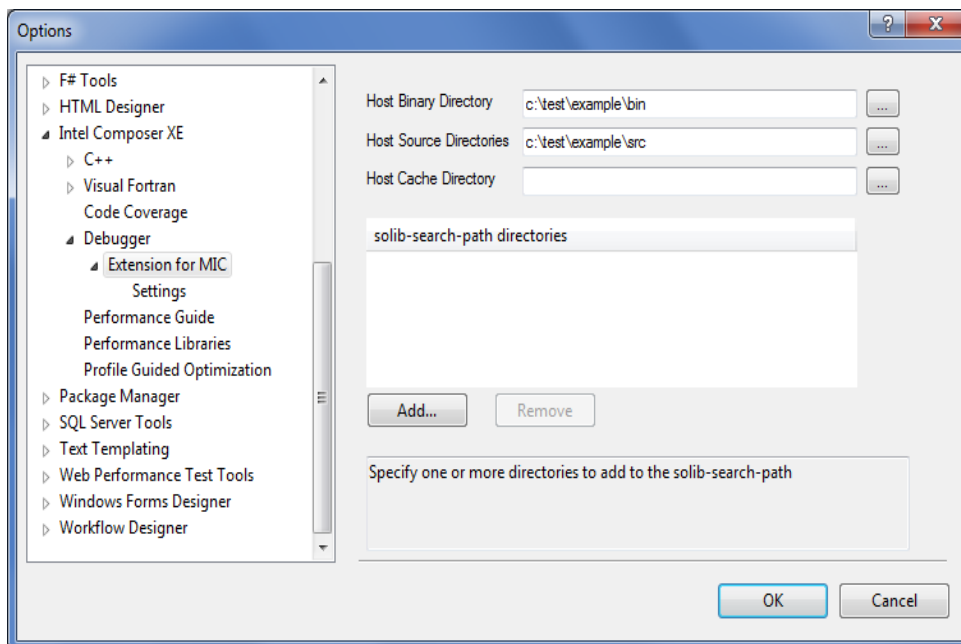 Options
?
X
F# Tools
HTML Designer
Intel Composer XE
C++
Visual Fortran
Code Coverage
Debugger
Extension for MIC
Settings
Performance Guide
Performance Libraries
Profile Guided Optimization
Package Manager
SQL Server Tools
Text Templating
Web Performance Test Tools
Windows Forms Designer
Workflow Designer
Host Binary Directory c:\test\example\bin ...
Host Source Directories c:\test\example\src ...
Host Cache Directory ...
solib-search-path directories
Add... Remove
Specify one or more directories to add to the solib-search-path
OK Cancel